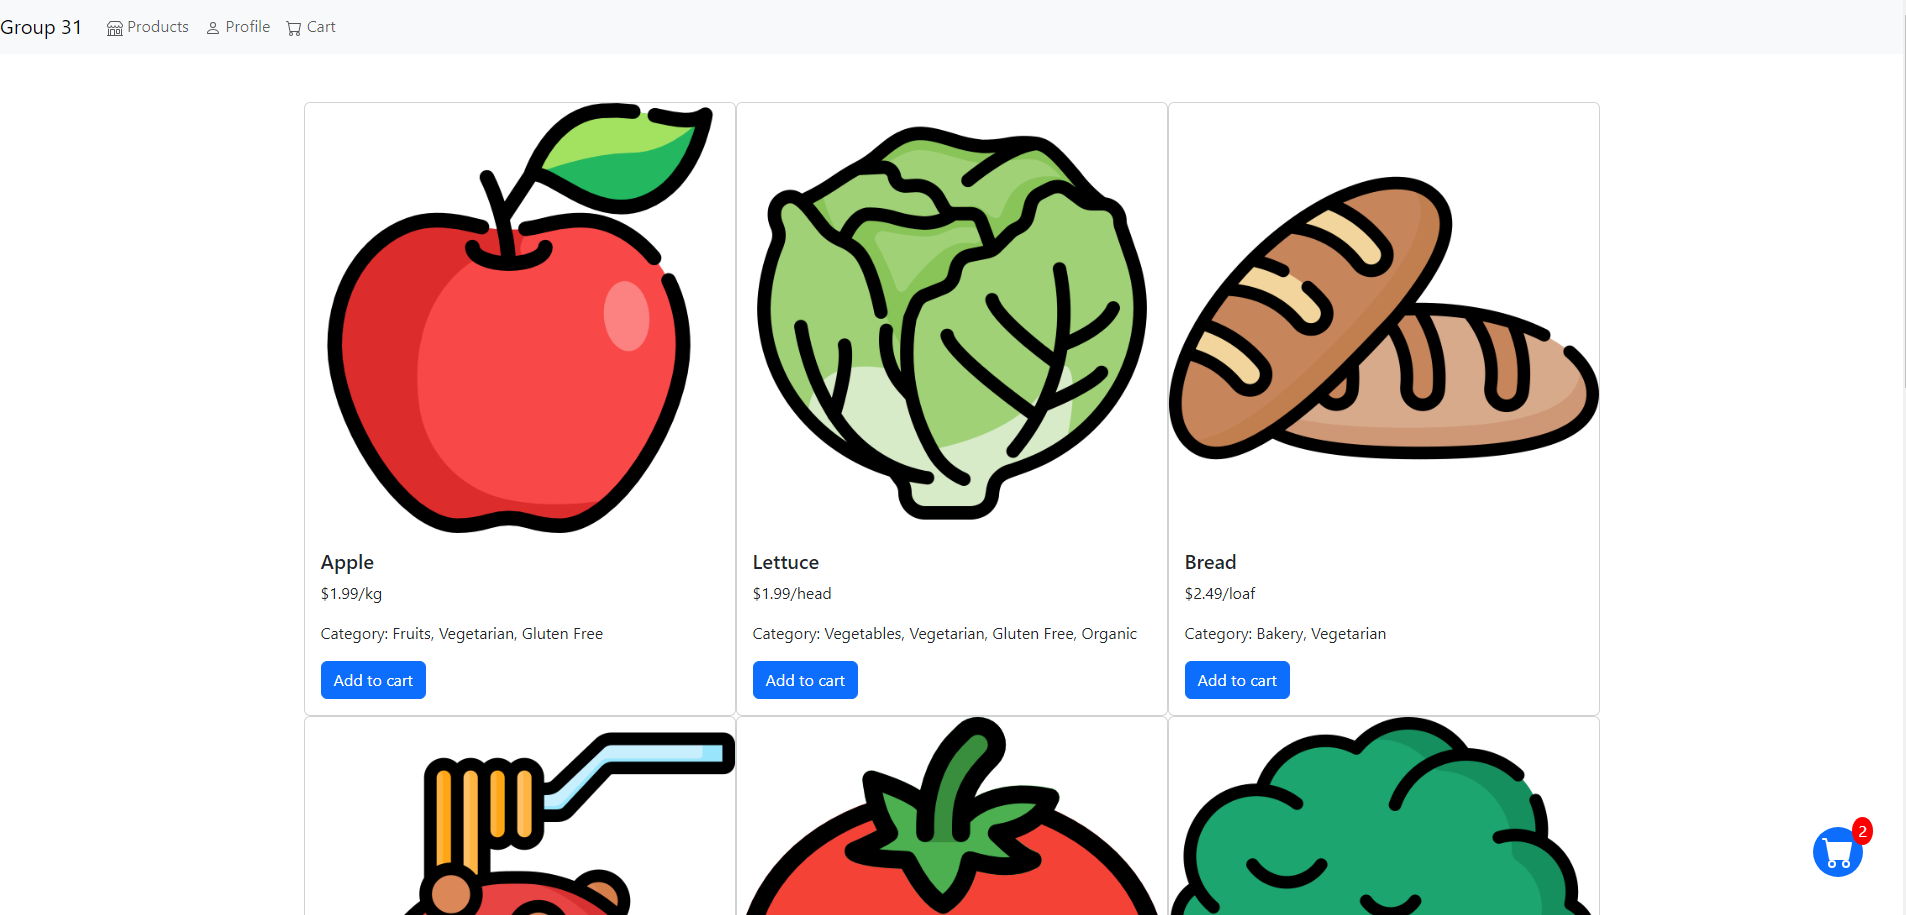 Group 31 Products Profile Cart
Apple
$1.99/kg
Category: Fruits, Vegetarian, Gluten Free
Add to cart
Lettuce
$1.99/head
Category: Vegetables, Vegetarian, Gluten Free, Organic
Add to cart
Bread
$2.49/loaf
Category: Bakery, Vegetarian
Add to cart
2